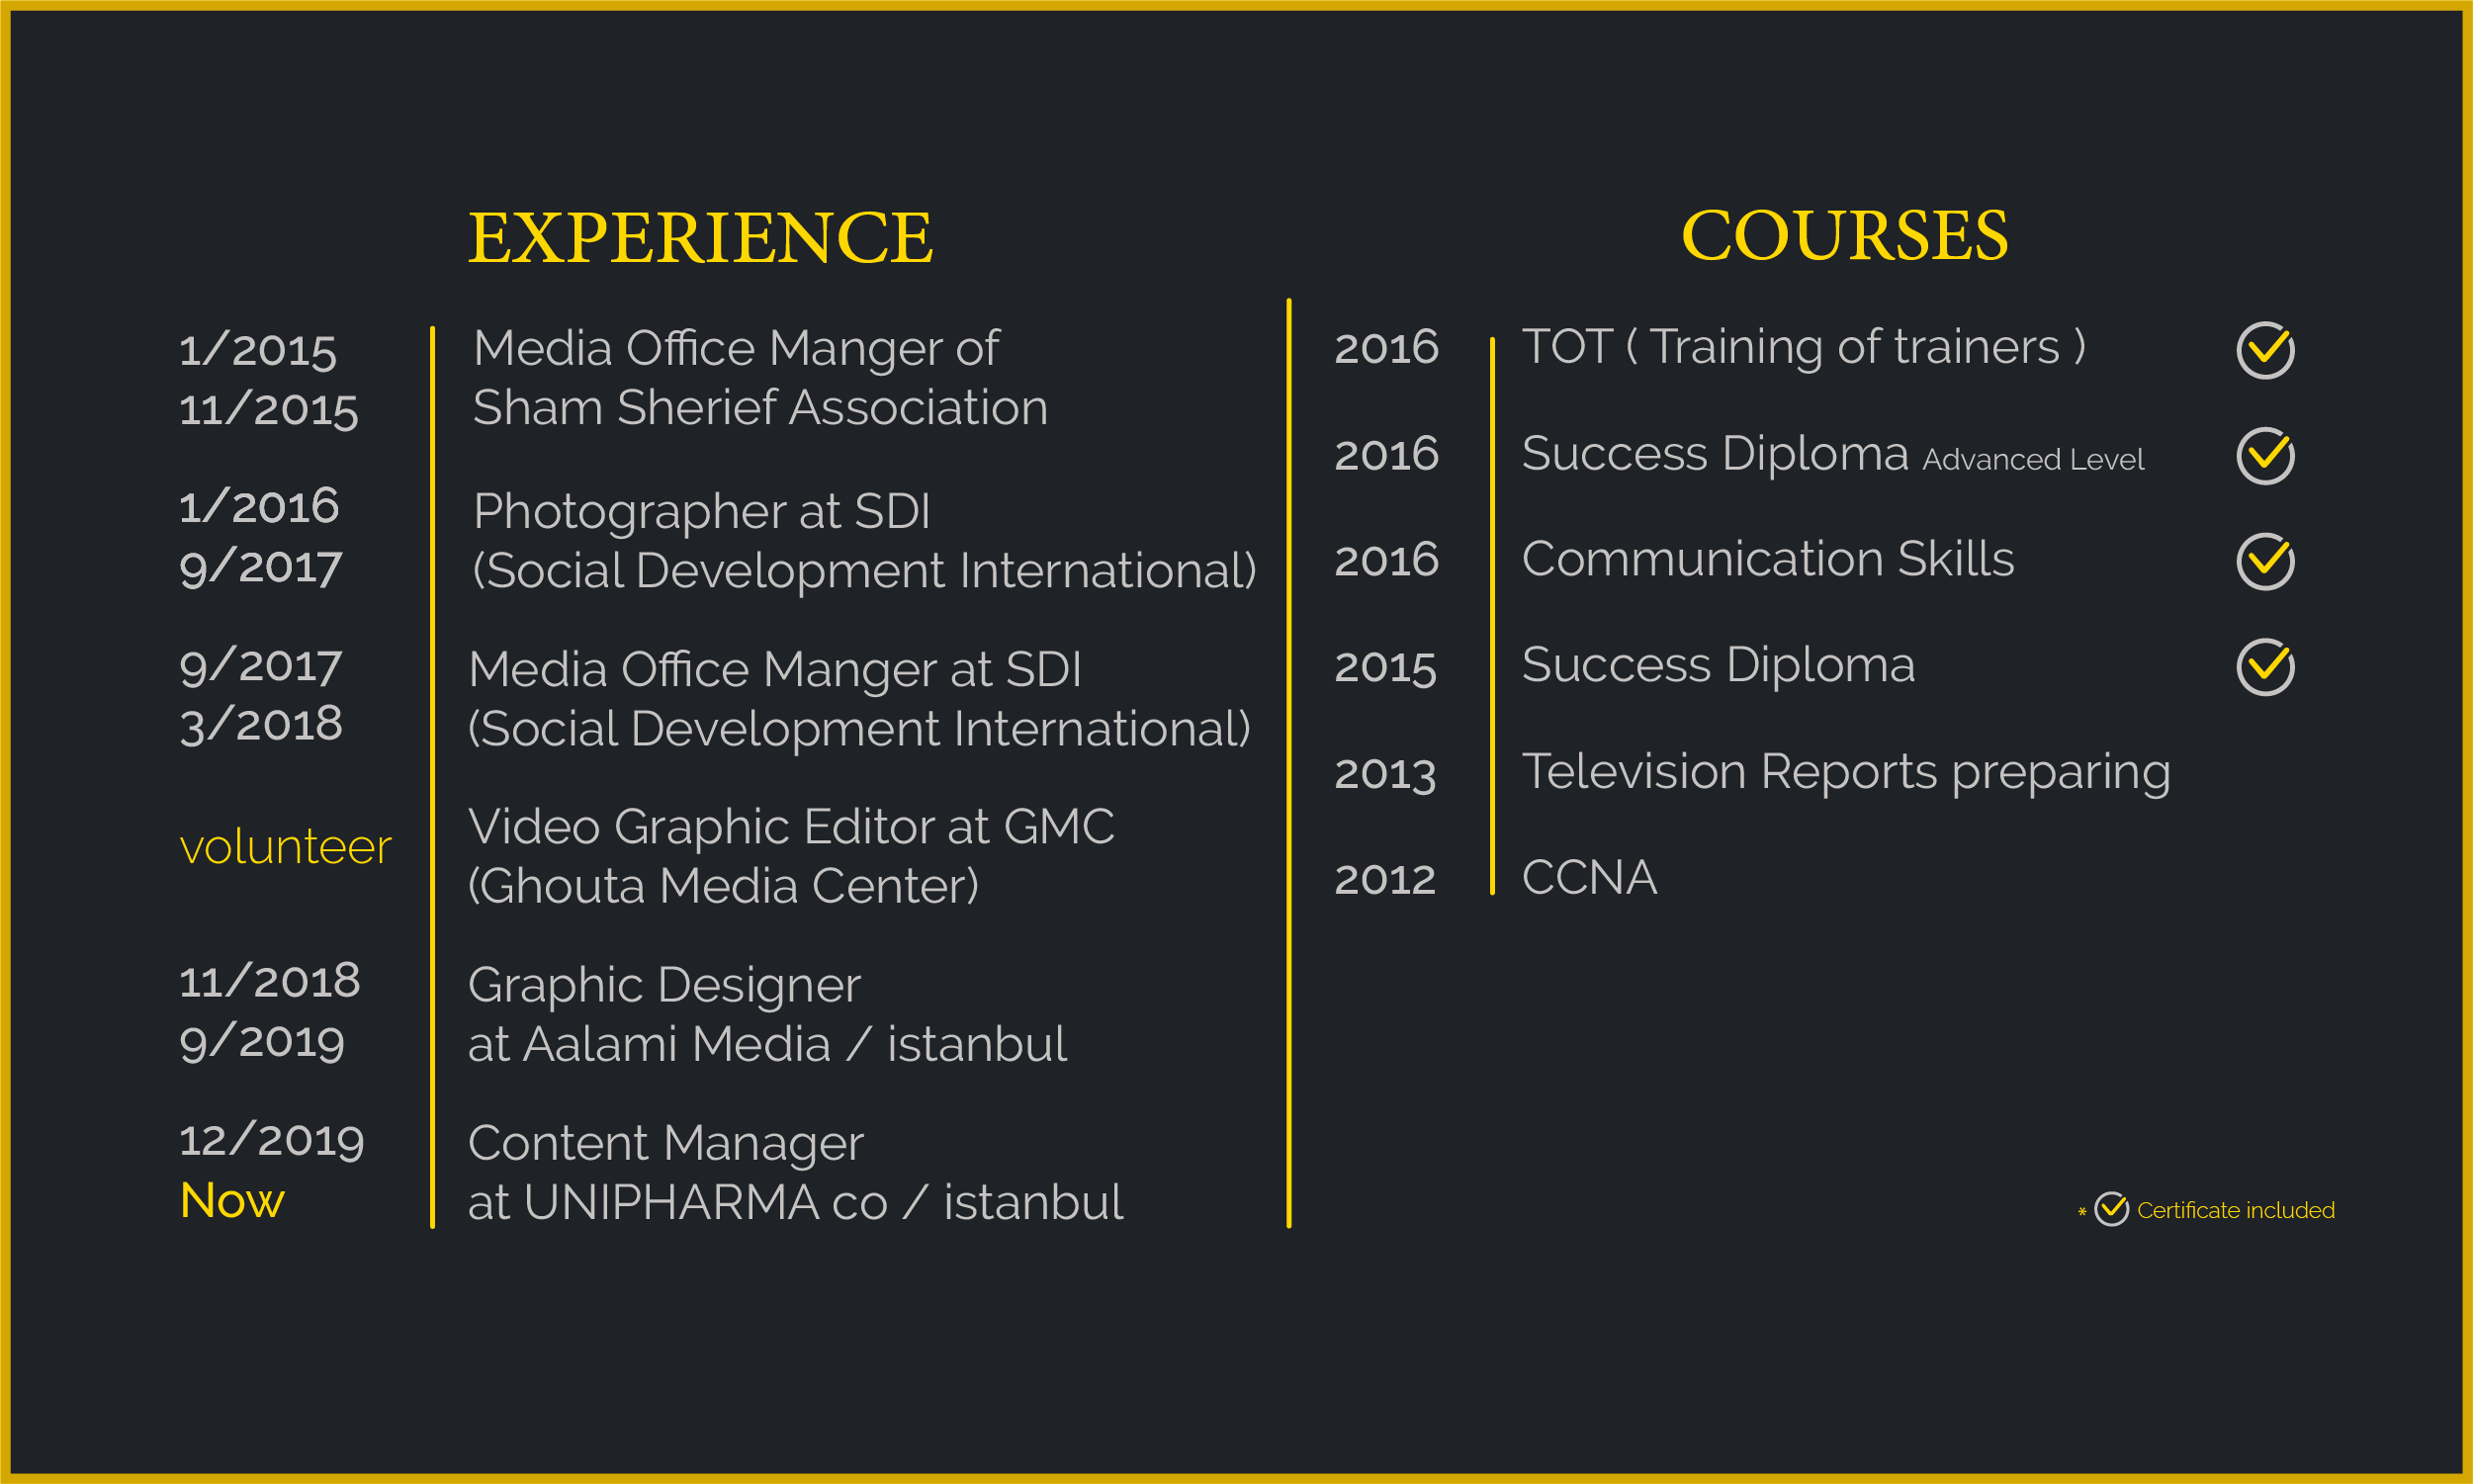 EXPERIENCE
1/2015
11/2015
Media Office Manger of
Sham Sherief Association
1/2016
9/2017
Photographer at SDI
(Social Development International)
9/2017
3/2018
Media Office Manger at SDI
(Social Development International)
volunteer
Video Graphic Editor at GMC
(Ghouta Media Center)
11/2018
9/2019
Graphic Designer
at Aalami Media / istanbul
12/2019
Now
Content Manager
at UNIPHARMA co / istanbul
COURSES
2016 TOT ( Training of trainers )
2016 Success Diploma Advanced Level
2016 Communication Skills
2015 Success Diploma
2013 Television Reports preparing
2012 CCNA
* Certificate included